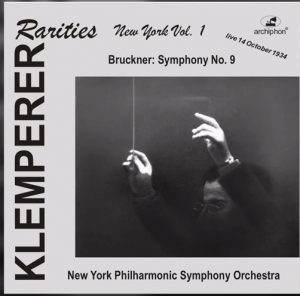 KLEMPERER
Rarities New York Vol. 1
archiphon
live 14 October 1934
Bruckner: Symphony No. 9
New York Philharmonic Symphony Orchestra